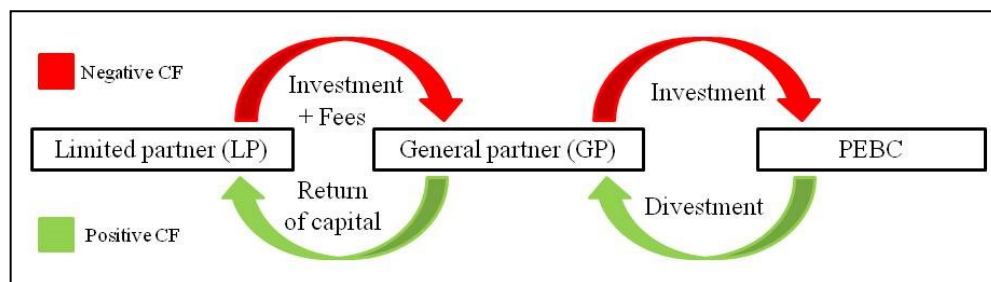 Negative CF
Investment
+ Fees
Investment
Limited partner (LP)
General partner (GP)
PEBC
Return
of capital
Divestment
Positive CF